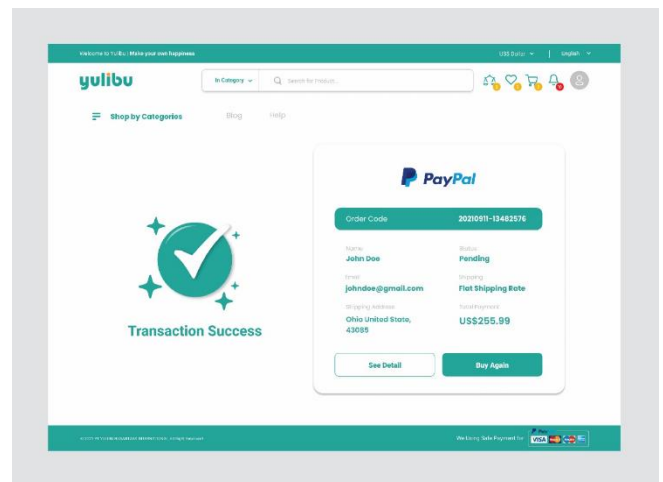 Welcome to Yulibu : Make your own happiness
US$ Dollar
English
yulibu
In Category
Search for Product...
Shop by Categories
Blog
Help
PayPal
Order Code
20210911-13482576
Name
Status
John Doe
Pending
Email
Shipping
johndoe@gmail.com
Flat Shipping Rate
Shipping Address
Total Payment
Ohio United State,
43085
US$255.99
Transaction Success
See Detail
Buy Again
We Using Safe Payment for
VISA